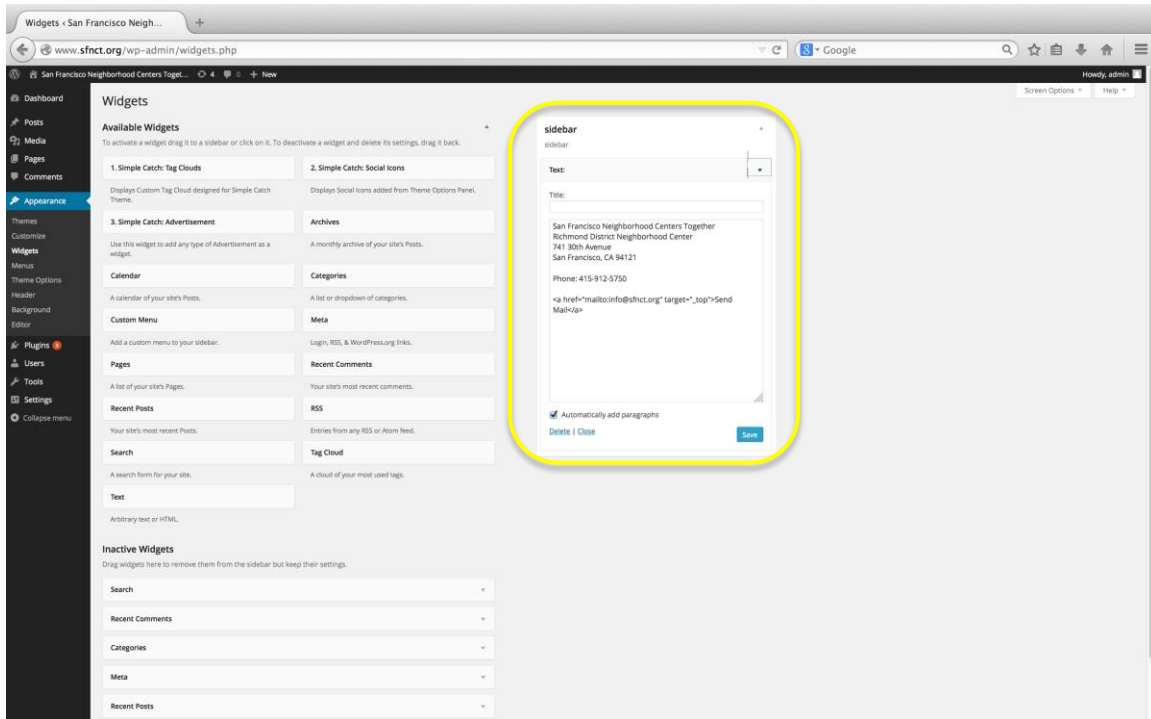 Widgets ‹ San Francisco Neigh...
www.sfnct.org/wp-admin/widgets.php
Google
San Francisco Neighborhood Centers Toget... 4 0 + New
Howdy, admin
Screen Options
Help
Dashboard
Posts
Media
Pages
Comments
Appearance
Themes
Customize
Widgets
Menus
Theme Options
Header
Background
Editor
Plugins
Users
Tools
Settings
Collapse menu
Widgets
Available Widgets
To activate a widget drag it to a sidebar or click on it. To deactivate a widget and delete its settings, drag it back.
1. Simple Catch: Tag Clouds
Displays Custom Tag Cloud designed for Simple Catch
Theme.
2. Simple Catch: Social Icons
Displays Social Icons added from Theme Options Panel.
3. Simple Catch: Advertisement
Use this widget to add any type of Advertisement as a
widget.
Archives
A monthly archive of your site's Posts.
Calendar
A calendar of your site's Posts.
Categories
A list or dropdown of categories.
Custom Menu
Add a custom menu to your sidebar.
Meta
Login, RSS, & WordPress.org links.
Pages
A list of your site's Pages.
Recent Comments
Your site's most recent comments.
Recent Posts
Your site's most recent Posts.
RSS
Entries from any RSS or Atom feed.
Search
A search form for your site.
Tag Cloud
A cloud of your most used tags.
Text
Arbitrary text or HTML.
Inactive Widgets
Drag widgets here to remove them from the sidebar but keep their settings.
Search
Recent Comments
Categories
Meta
Recent Posts
sidebar
sidebar
Text:
Title:
San Francisco Neighborhood Centers Together
Richmond District Neighborhood Center
741 30th Avenue
San Francisco, CA 94121
Phone: 415-912-5750
<a href="mailto:info@sfnct.org" target="_top">Send
Mail</a>
Automatically add paragraphs
Delete | Close
Save